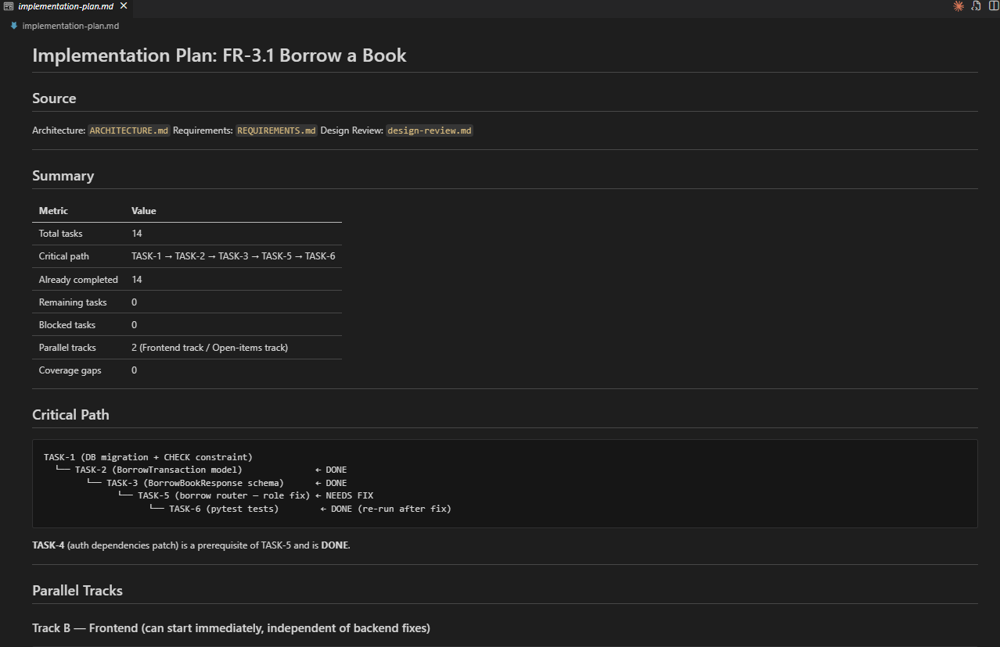 implementation-plan.md
implementation-plan.md
Implementation Plan: FR-3.1 Borrow a Book
Source
Architecture: ARCHITECTURE.md Requirements: REQUIREMENTS.md Design Review: design-review.md
Summary
Metric Value
Total tasks 14
Critical path TASK-1 → TASK-2 → TASK-3 → TASK-5 → TASK-6
Already completed 14
Remaining tasks 0
Blocked tasks 0
Parallel tracks 2 (Frontend track / Open-items track)
Coverage gaps 0
Critical Path
TASK-1 (DB migration + CHECK constraint)
└── TASK-2 (BorrowTransaction model) ← DONE
└── TASK-3 (BorrowBookResponse schema) ← DONE
└── TASK-5 (borrow router — role fix) ← NEEDS FIX
└── TASK-6 (pytest tests) ← DONE (re-run after fix)
TASK-4 (auth dependencies patch) is a prerequisite of TASK-5 and is DONE.
Parallel Tracks
Track B — Frontend (can start immediately, independent of backend fixes)